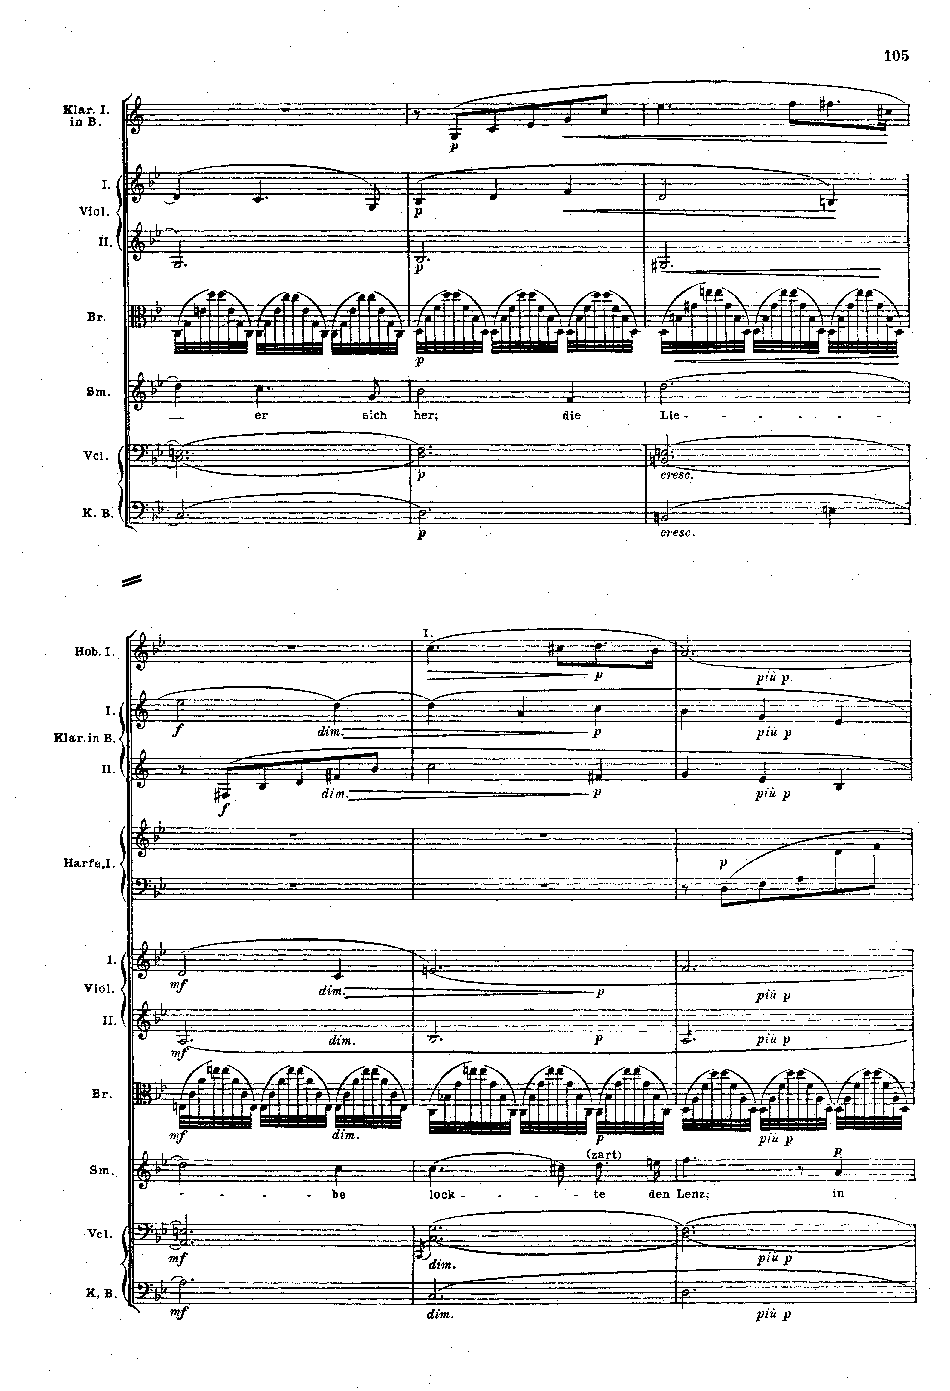 105
Klar. I.
in B.
p
I.
Viol.
p
II.
p
Br.
p
Sm.
er sich her; die Lie - - - - - -
Vcl.
p cresc.
K. B.
p cresc.
I.
Hob. I.
p più p
I.
f dim. p più p
Klar. in B.
II.
f dim. p più p
Harfe. I.
p
I.
mf dim. p più p
Viol.
II.
mf dim. p più p
Br.
mf dim. p più p
(zart) p
Sm.
- - - - be lock - - - - te den Lenz; in
Vcl.
mf dim. più p
K. B.
mf dim. più p